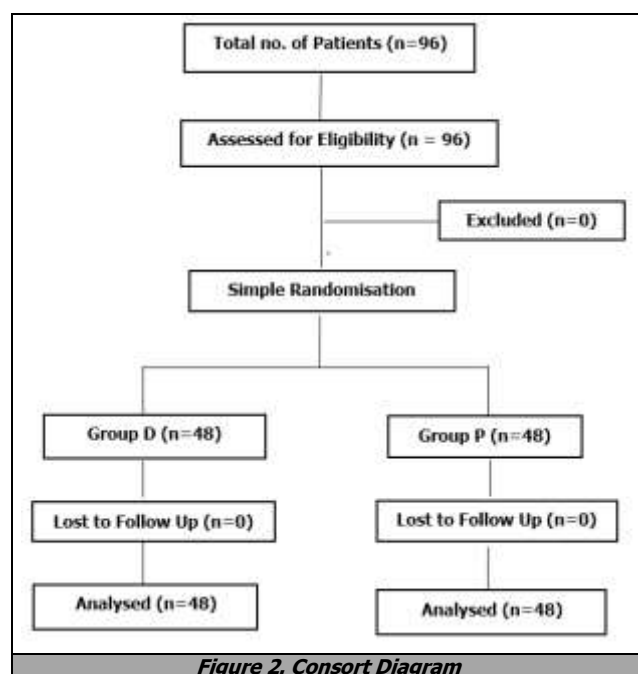 Total no. of Patients (n=96)
Assessed for Eligibility (n = 96)
Excluded (n=0)
Simple Randomisation
Group D (n=48)
Group P (n=48)
Lost to Follow Up (n=0)
Lost to Follow Up (n=0)
Analysed (n=48)
Analysed (n=48)
Figure 2. Consort Diagram